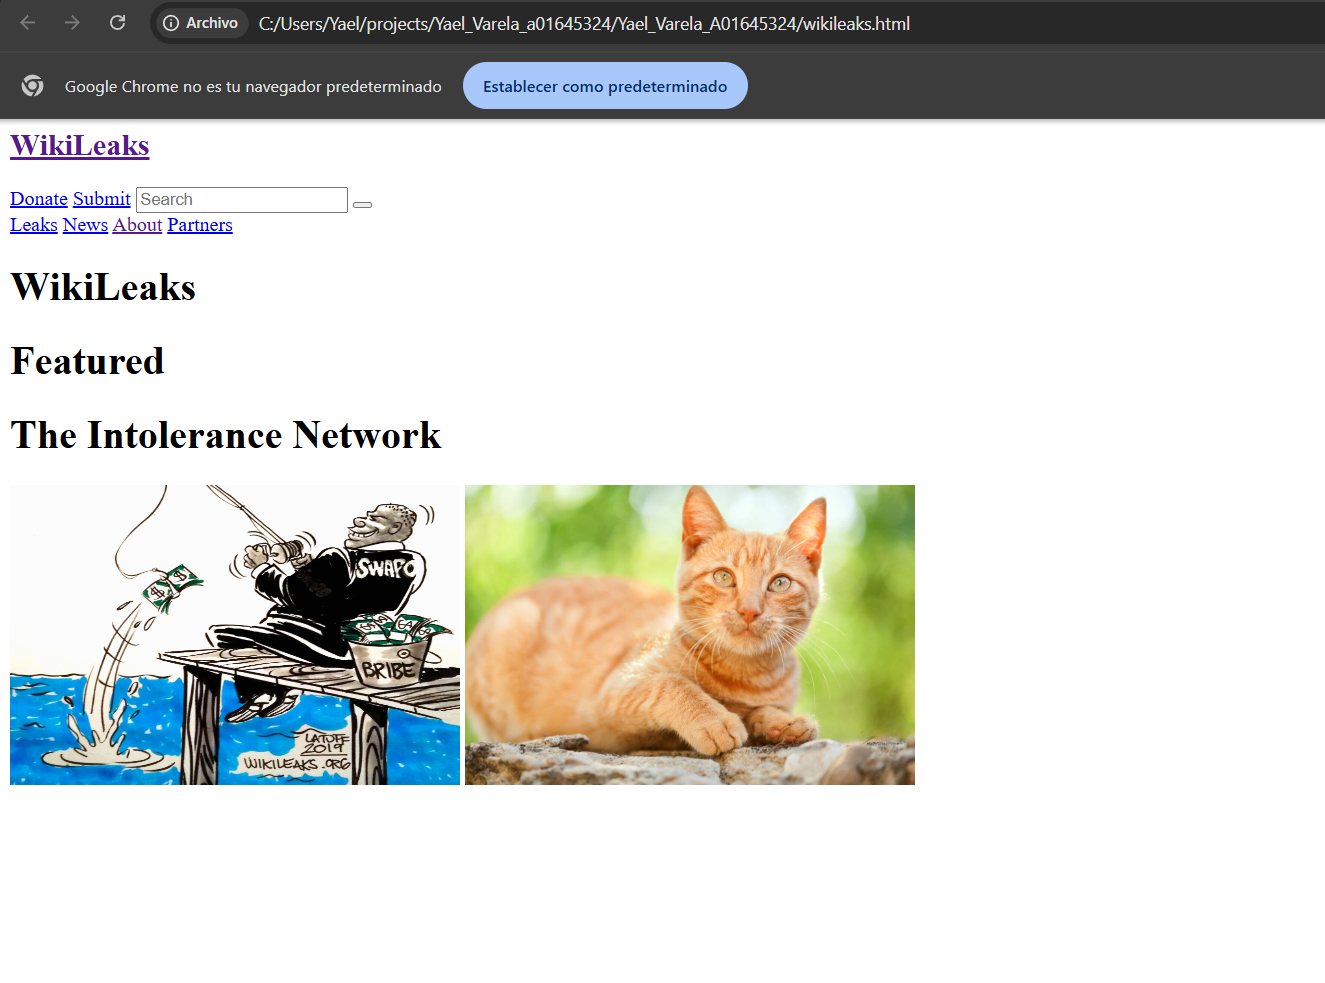 Archivo C:/Users/Yael/projects/Yael_Varela_a01645324/Yael_Varela_A01645324/wikileaks.html
Google Chrome no es tu navegador predeterminado Establecer como predeterminado
WikiLeaks
Donate Submit Search
Leaks News About Partners
WikiLeaks
Featured
The Intolerance Network
SWAPO
BRIBE
LATUFF
2019
WIKILEAKS.ORG